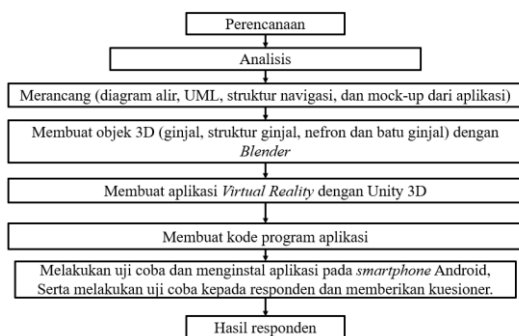 Perencanaan
Analisis
Merancang (diagram alir, UML, struktur navigasi, dan mock-up dari aplikasi)
Membuat objek 3D (ginjal, struktur ginjal, nefron dan batu ginjal) dengan
Blender
Membuat aplikasi Virtual Reality dengan Unity 3D
Membuat kode program aplikasi
Melakukan uji coba dan menginstal aplikasi pada smartphone Android,
Serta melakukan uji coba kepada responden dan memberikan kuesioner.
Hasil responden